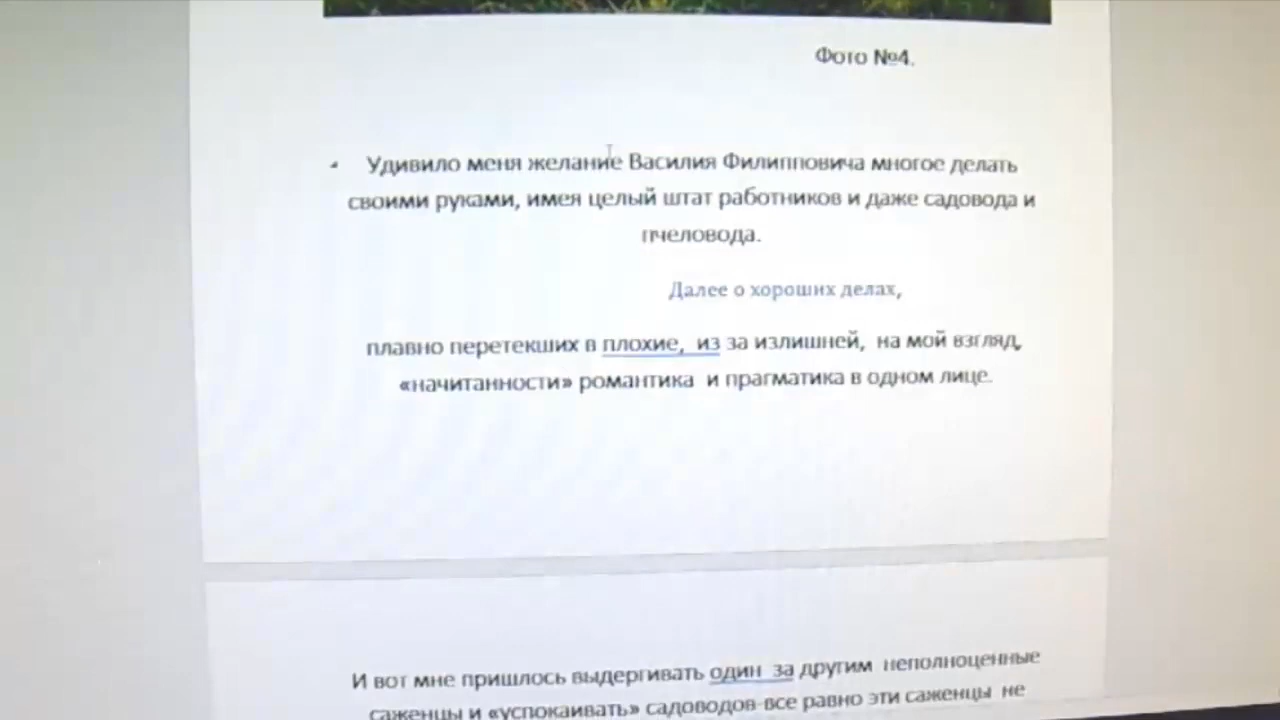 Фото №4.
Удивило меня желание Василия Филипповича многое делать
своими руками, имея целый штат работников и даже садовода и
пчеловода.
Далее о хороших делах,
плавно перетекших в плохие, из за излишней, на мой взгляд,
«начитанности» романтика и прагматика в одном лице.
И вот мне пришлось выдергивать один за другим неполноценные
саженцы и «успокаивать» садоводов-все равно эти саженцы не